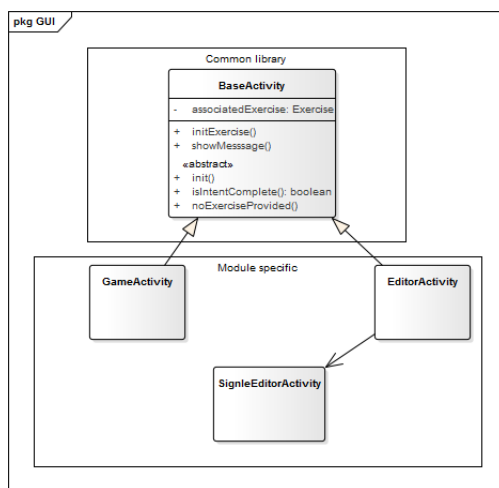 pkg GUI
Common library
BaseActivity
- associatedExercise: Exercise
+ initExercise()
+ showMesssage()
«abstract»
+ init()
+ isIntentComplete(): boolean
+ noExerciseProvided()
Module specific
GameActivity
EditorActivity
SignleEditorActivity